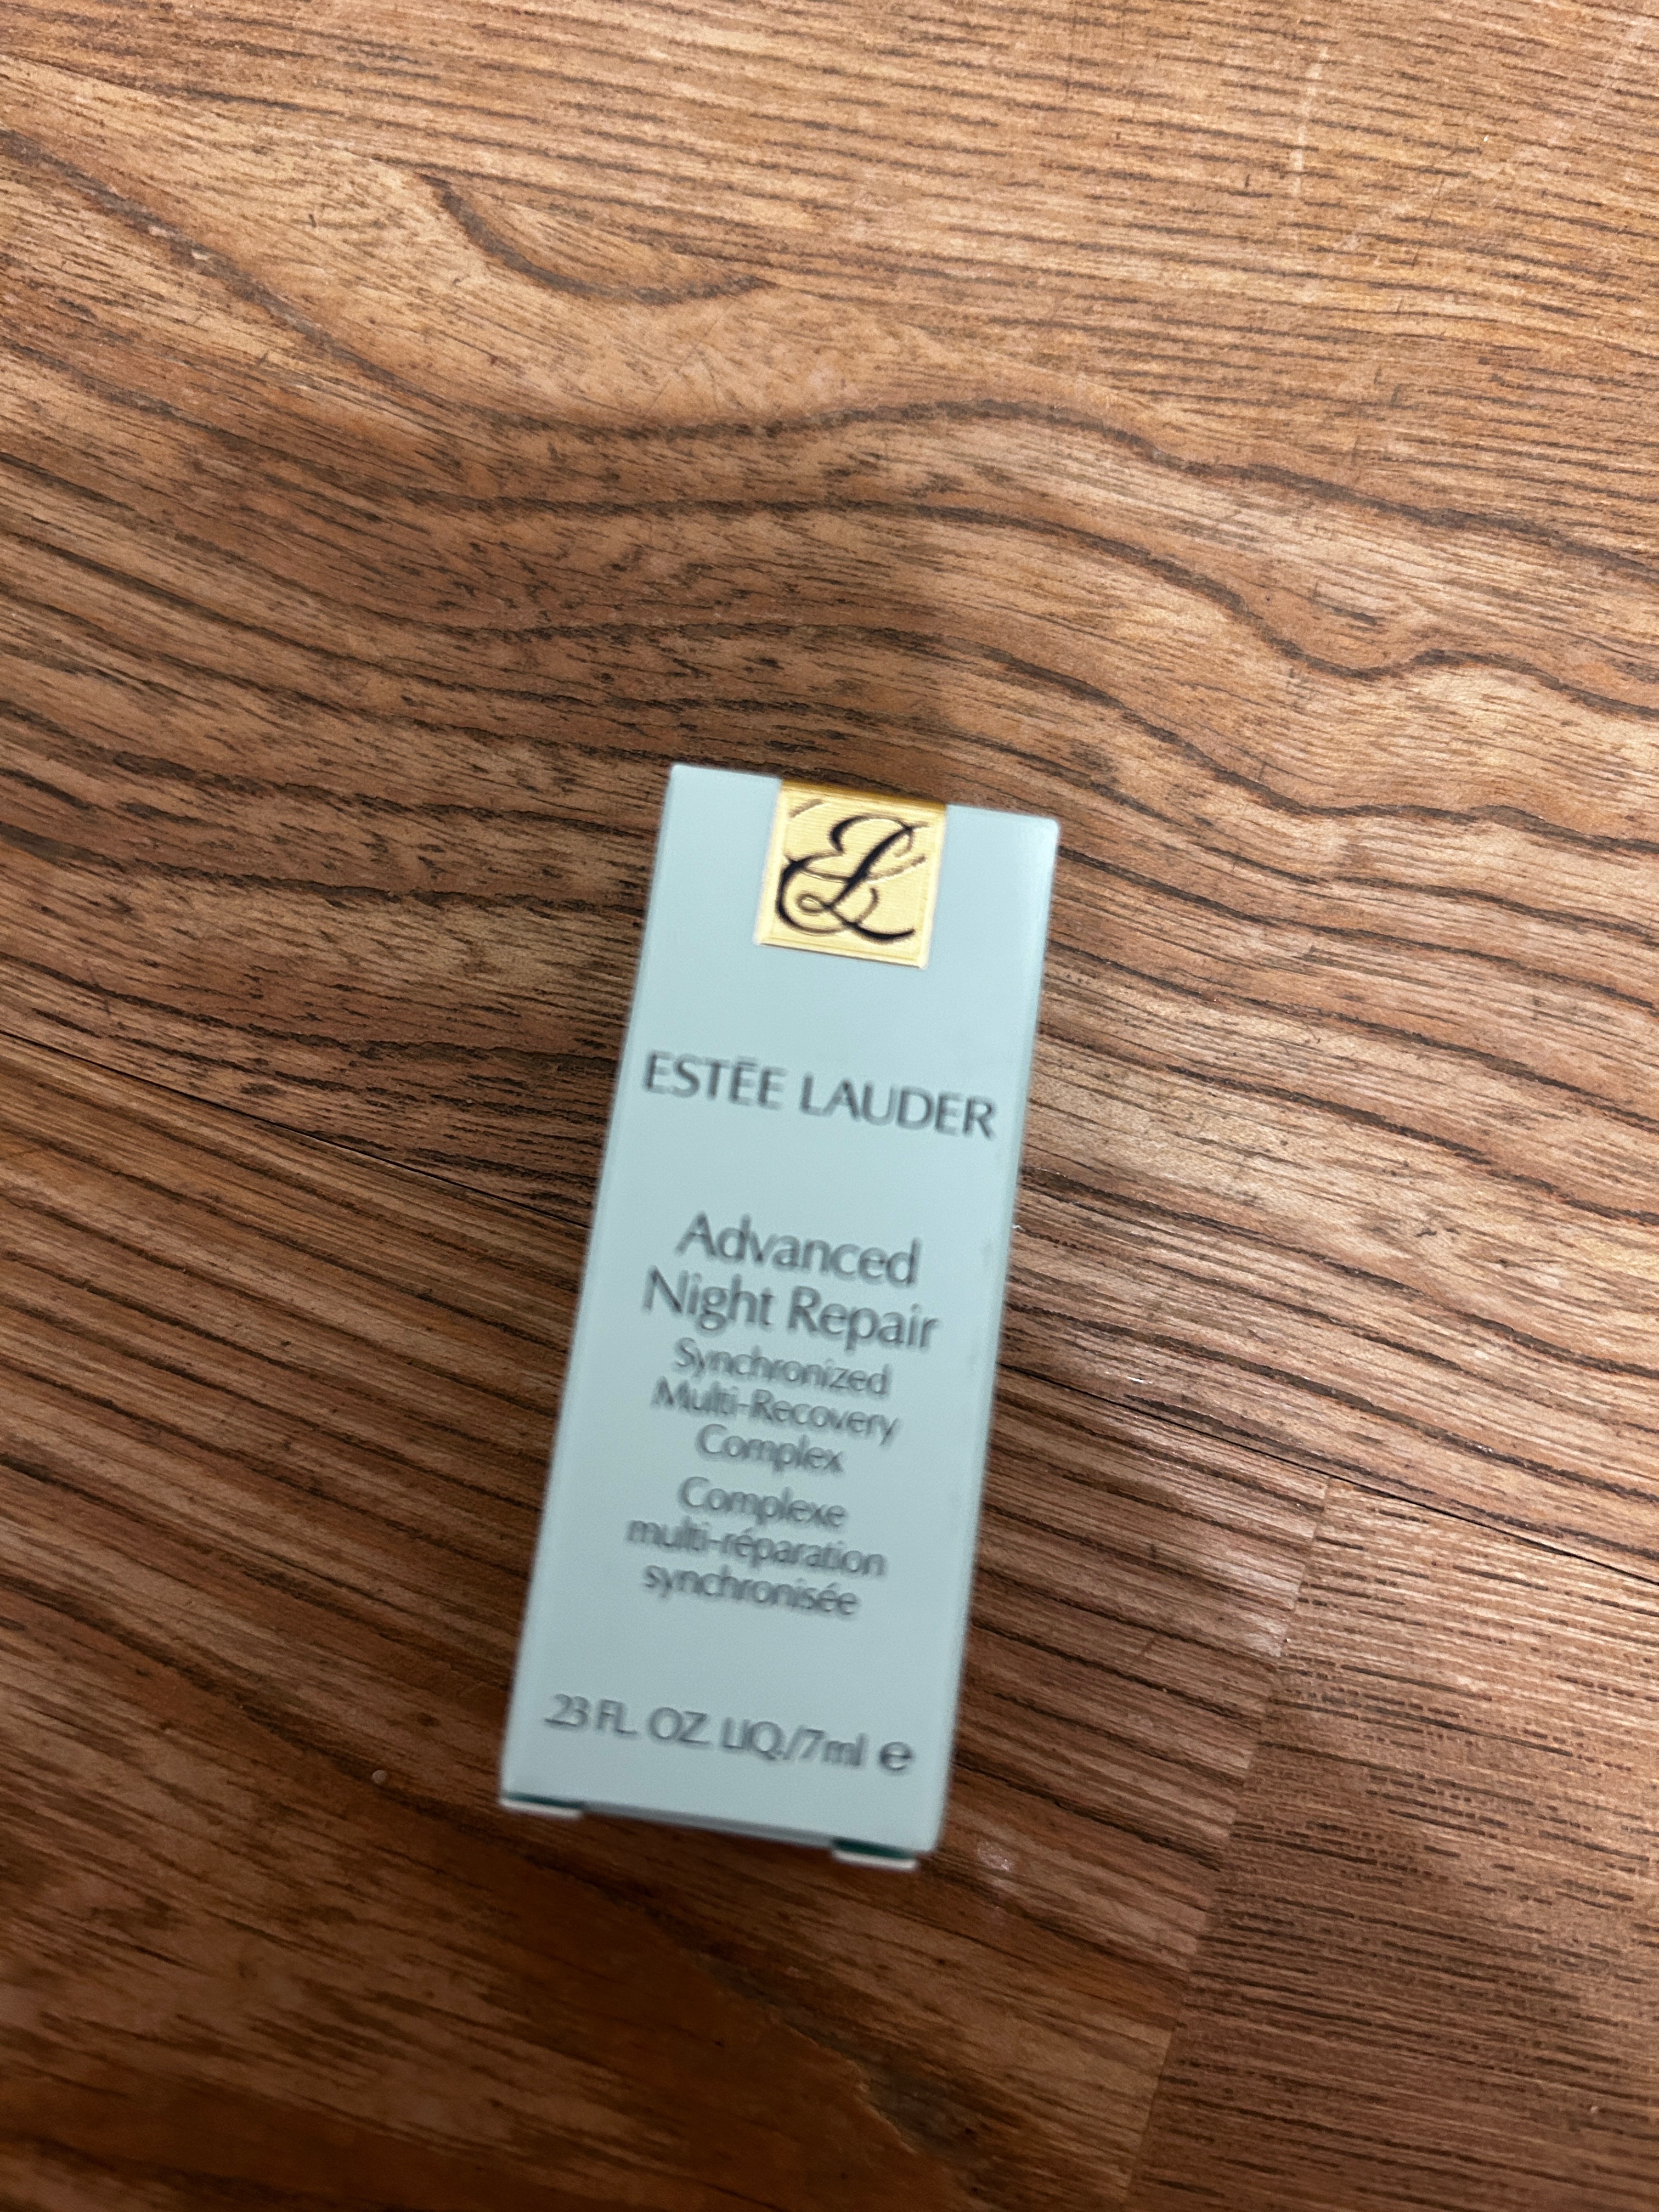 EL
ESTĒE LAUDER
Advanced
Night Repair
Synchronized
Multi-Recovery
Complex
Complexe
multi-réparation
synchronisée
.23 FL. OZ. LIQ./7ml ℮